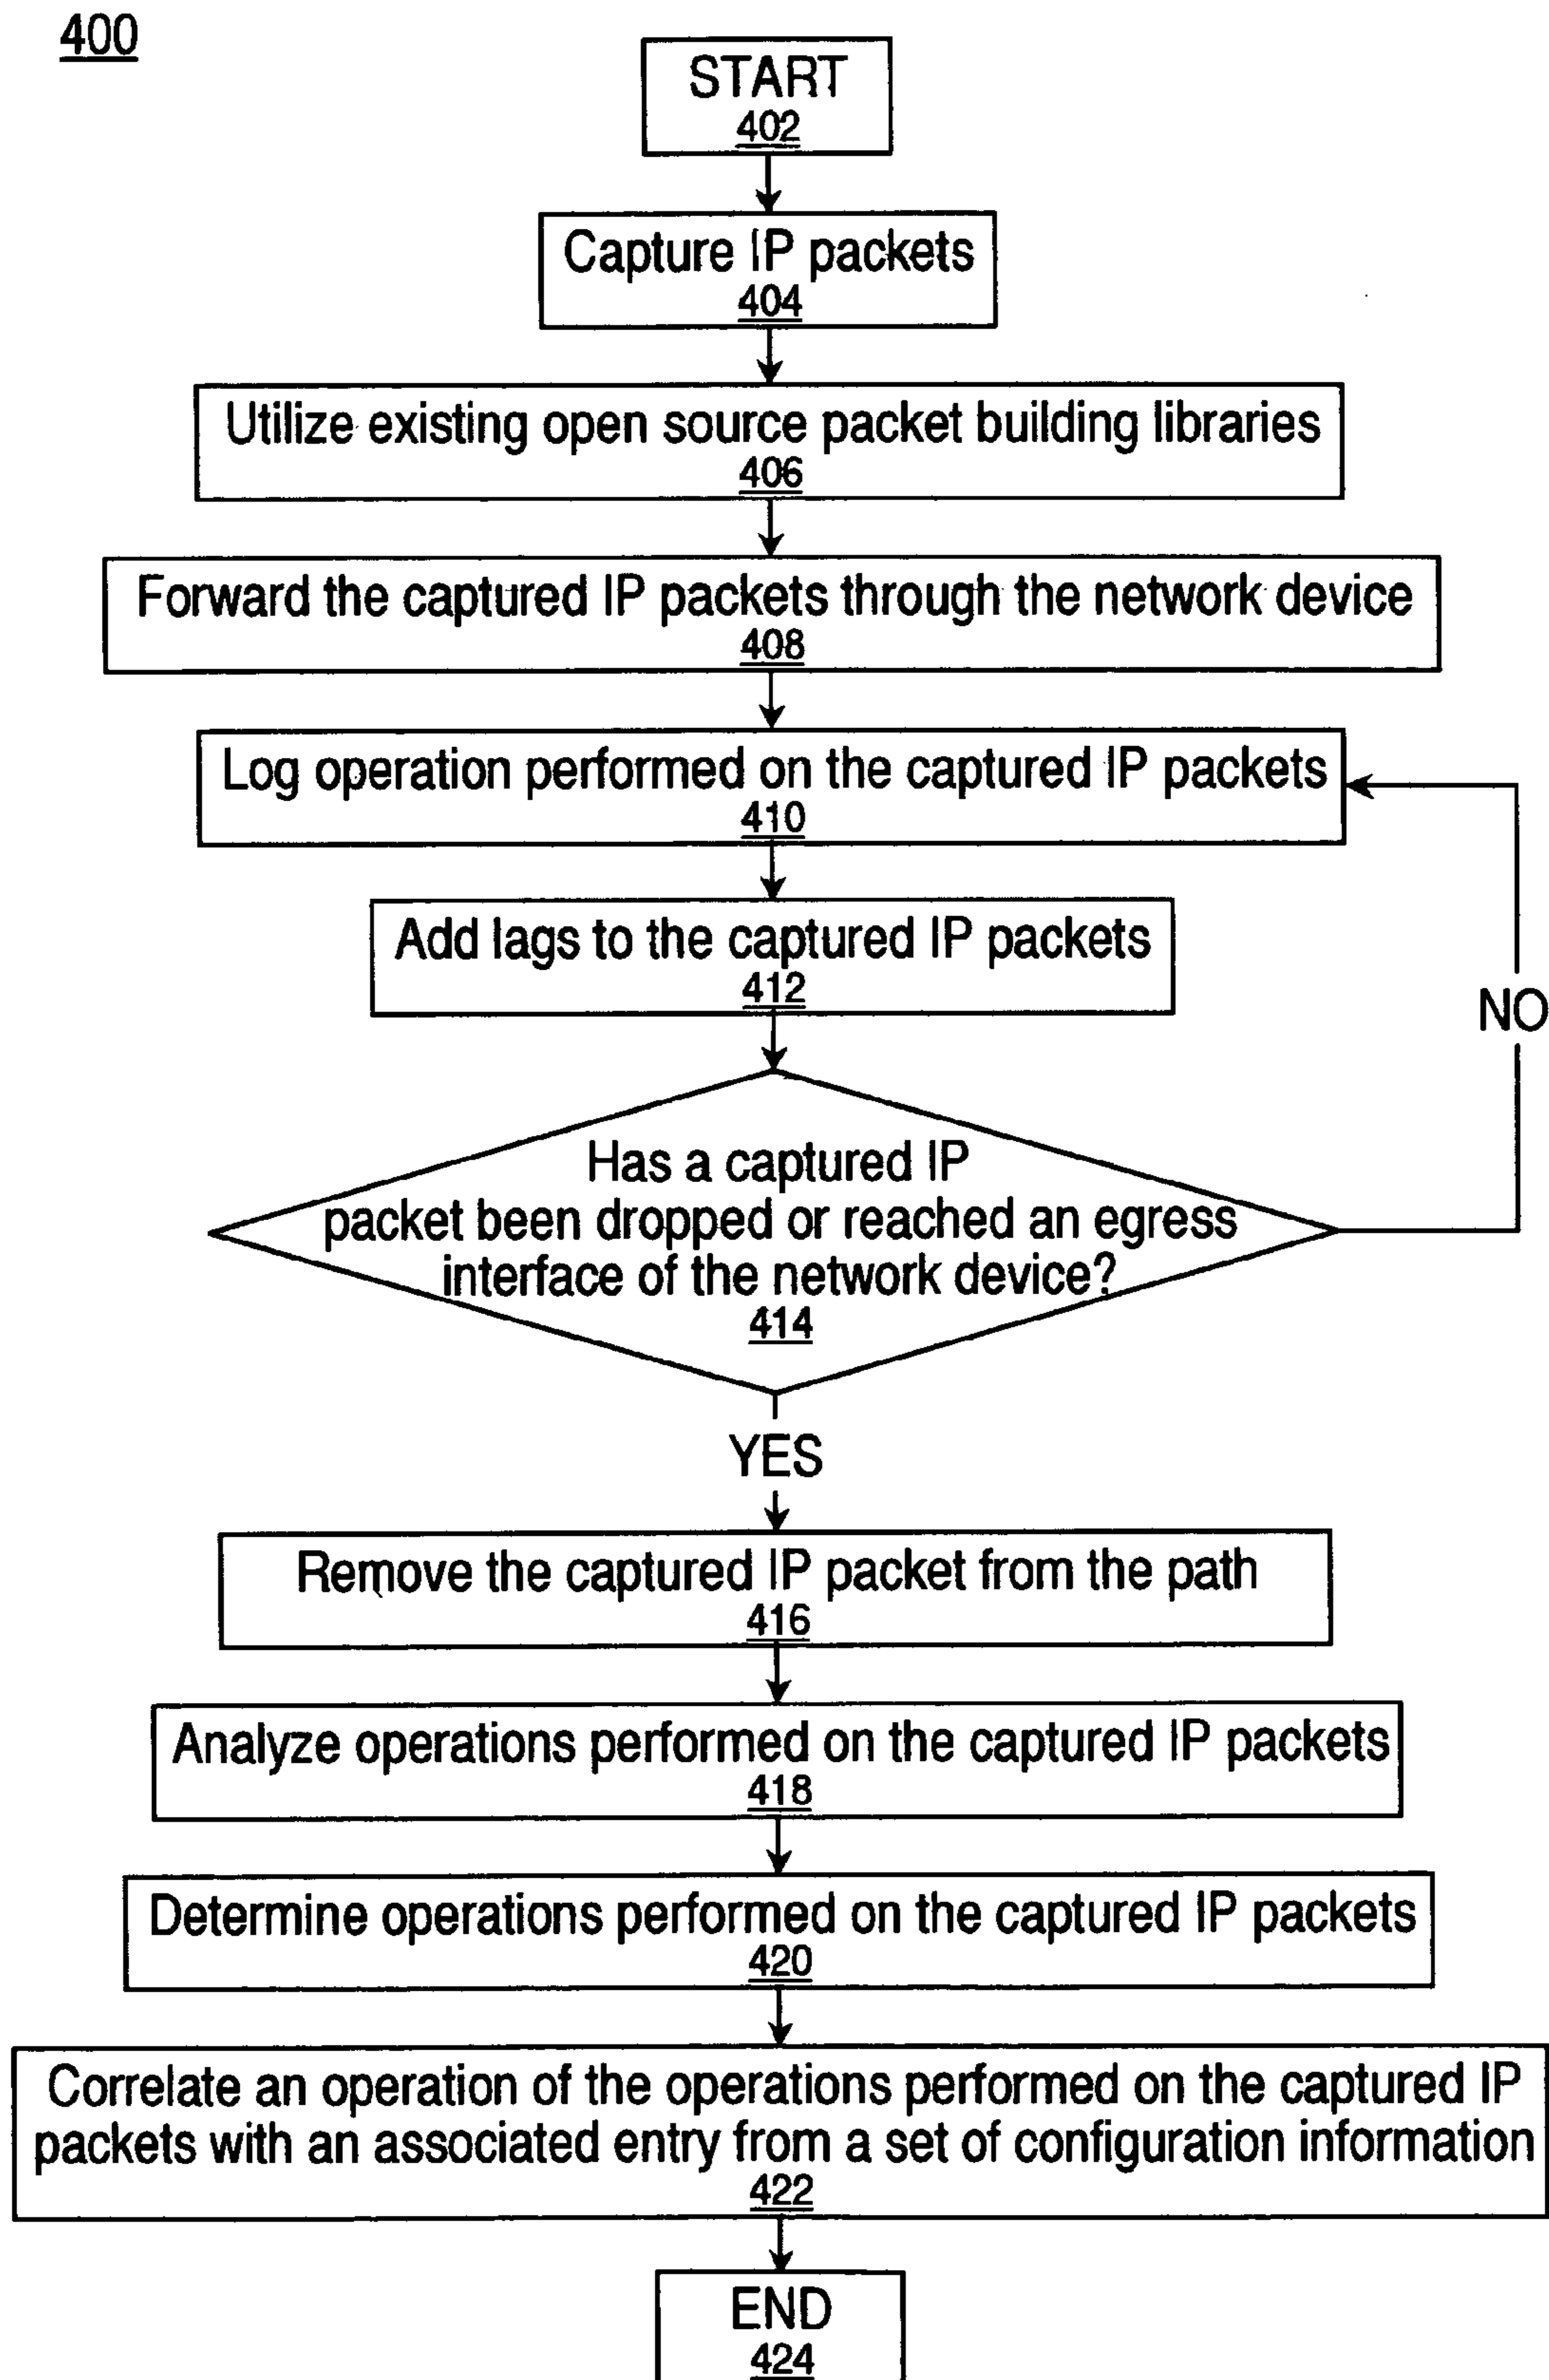 400
START
402
Capture IP packets
404
Utilize existing open source packet building libraries
406
Forward the captured IP packets through the network device
408
Log operation performed on the captured IP packets
410
Add lags to the captured IP packets
412
NO
Has a captured IP
packet been dropped or reached an egress
interface of the network device?
414
YES
Remove the captured IP packet from the path
416
Analyze operations performed on the captured IP packets
418
Determine operations performed on the captured IP packets
420
Correlate an operation of the operations performed on the captured IP
packets with an associated entry from a set of configuration information
422
END
424